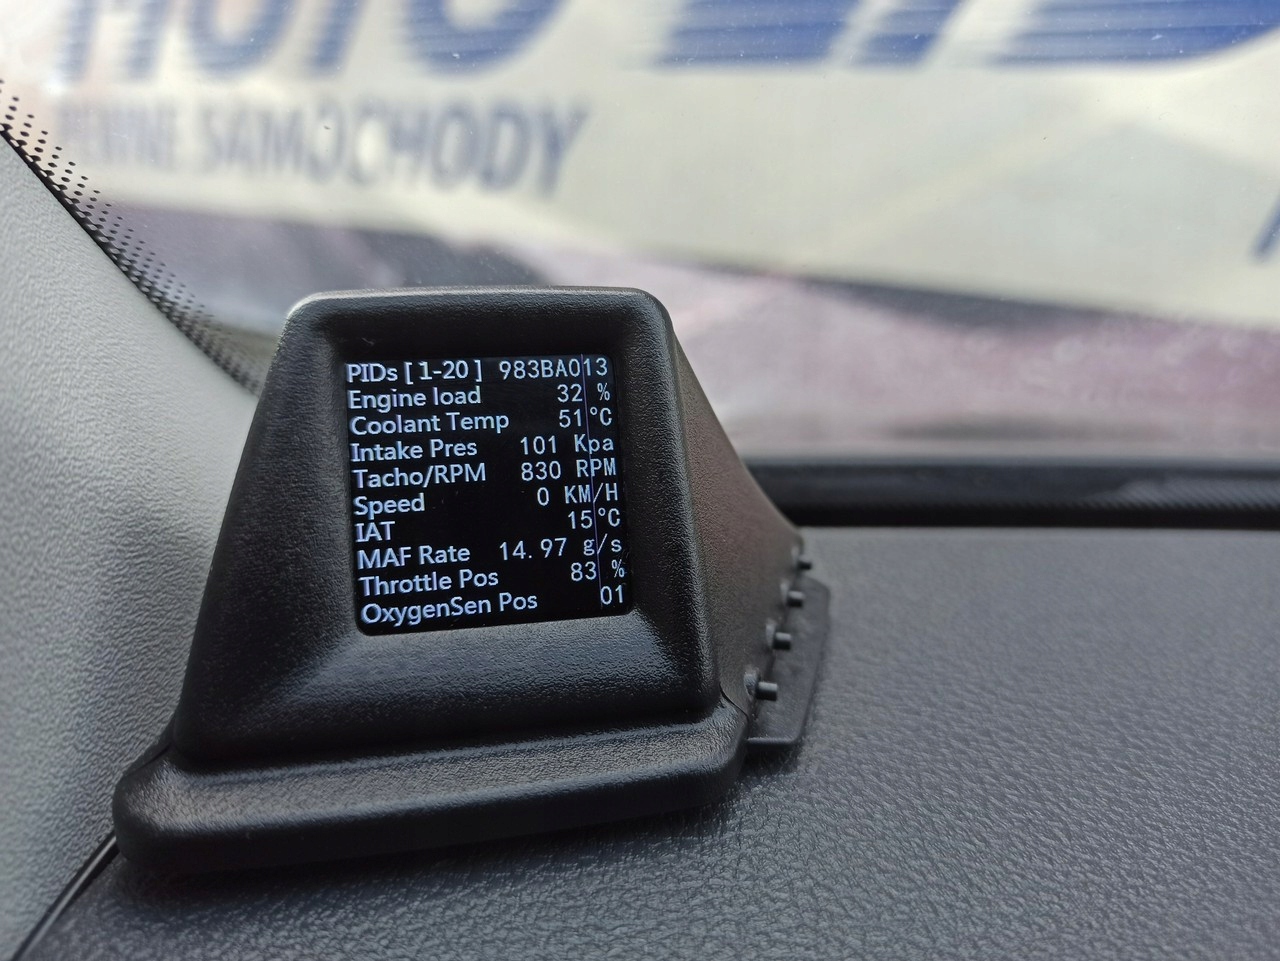 SAMOCHODY
PIDs [ 1-20 ] 983BA013
Engine load 32 %
Coolant Temp 51 °C
Intake Pres 101 Kpa
Tacho/RPM 830 RPM
Speed 0 KM/H
IAT 15 °C
MAF Rate 14.97 g/s
Throttle Pos 83 %
OxygenSen Pos 01